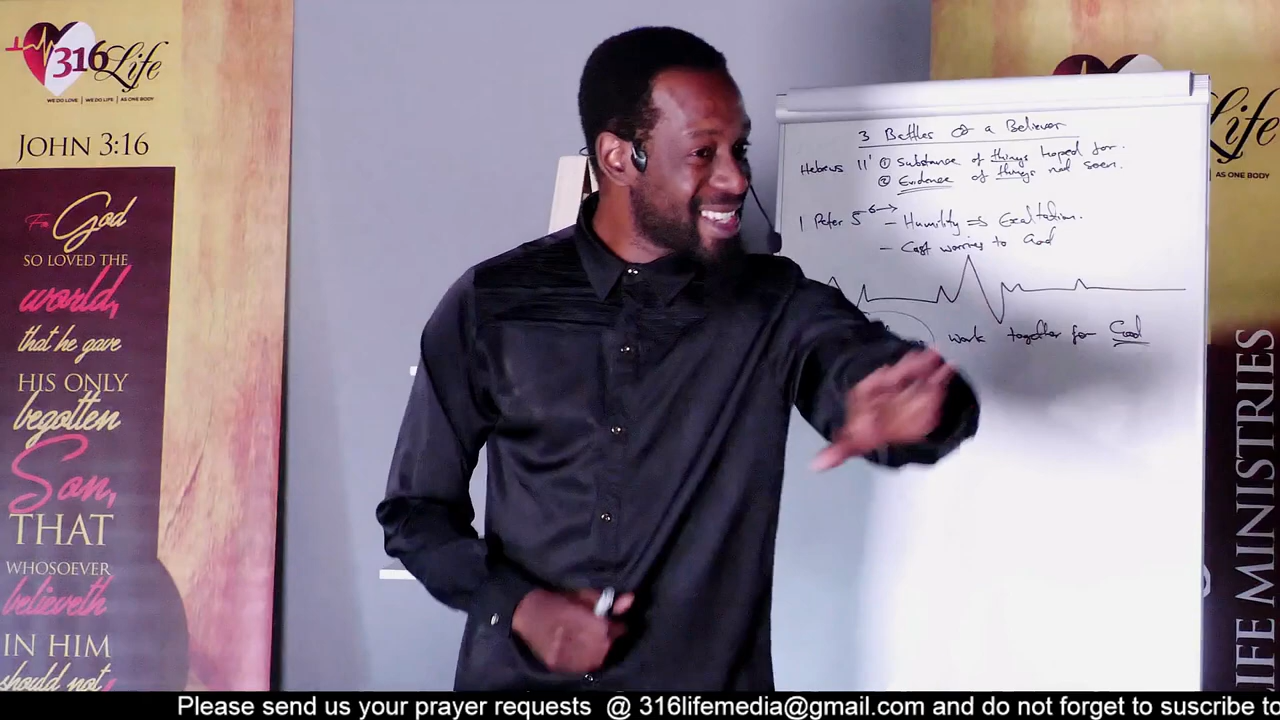 316 Life
WE DO LOVE | WE DO LIFE | AS ONE BODY
JOHN 3:16
For God
SO LOVED THE
world,
that he gave
HIS ONLY
begotten
Son,
THAT
WHOSOEVER
believeth
IN HIM
should not
3 Battles of a Believer
Hebrews 11¹ ① Substance of things hoped for.
② Evidence of things not seen.
1 Peter 5⁶→ – Humility ⇒ Exaltation.
– Cast worries to God
work together for Good
Life
AS ONE BODY
LIFE MINISTRIES
Please send us your prayer requests @ 316lifemedia@gmail.com and do not forget to suscribe to